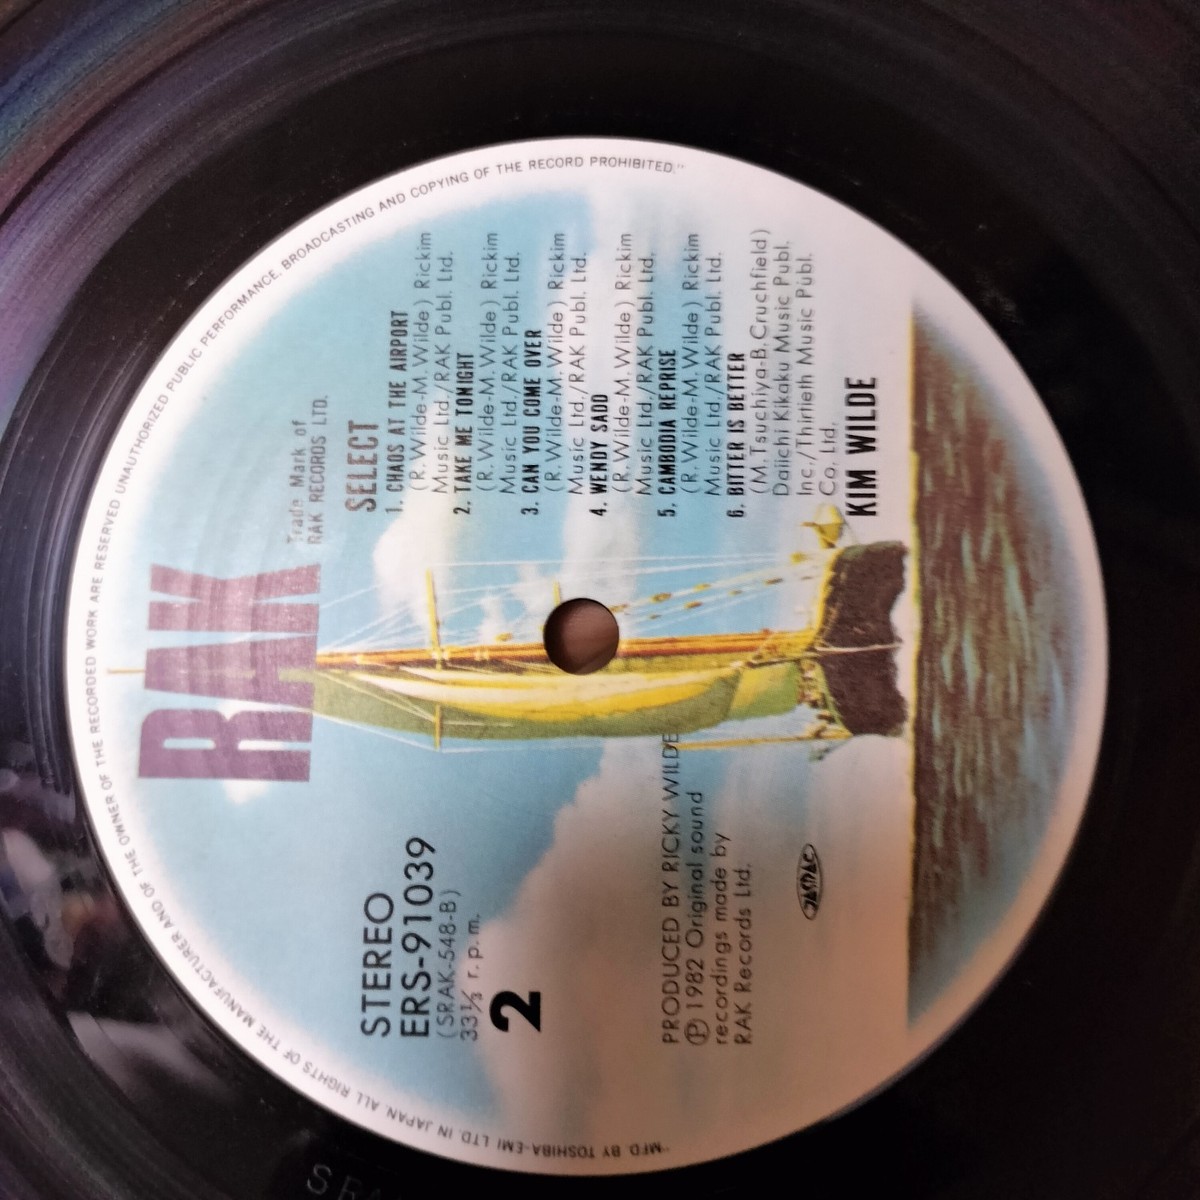 RAK
Trade Mark of
RAK RECORDS LTD.
STEREO
ERS-91039
(SRAK-548-B)
33⅓ r.p.m.
2
SELECT
1. CHAOS AT THE AIRPORT
(R.Wilde-M.Wilde) Rickim
Music Ltd./RAK Publ. Ltd.
2. TAKE ME TONIGHT
(R.Wilde-M.Wilde) Rickim
Music Ltd./RAK Publ. Ltd.
3. CAN YOU COME OVER
(R.Wilde-M.Wilde) Rickim
Music Ltd./RAK Publ. Ltd.
4. WENDY SADD
(R.Wilde-M.Wilde) Rickim
Music Ltd./RAK Publ. Ltd.
5. CAMBODIA REPRISE
(R.Wilde-M.Wilde) Rickim
Music Ltd./RAK Publ. Ltd.
6. BITTER IS BETTER
(M.Tsuchiya-B.Cruchfield)
Daiichi Kikaku Music Publ.
Inc./Thirtieth Music Publ.
Co. Ltd.
KIM WILDE
PRODUCED BY RICKY WILDE
Ⓟ 1982 Original sound
recordings made by
RAK Records Ltd.
JASRAC
"MFD. BY TOSHIBA-EMI LTD. IN JAPAN. ALL RIGHTS OF THE MANUFACTURER AND OF THE OWNER OF THE RECORDED WORK ARE RESERVED UNAUTHORIZED PUBLIC PERFORMANCE, BROADCASTING AND COPYING OF THE RECORD PROHIBITED."